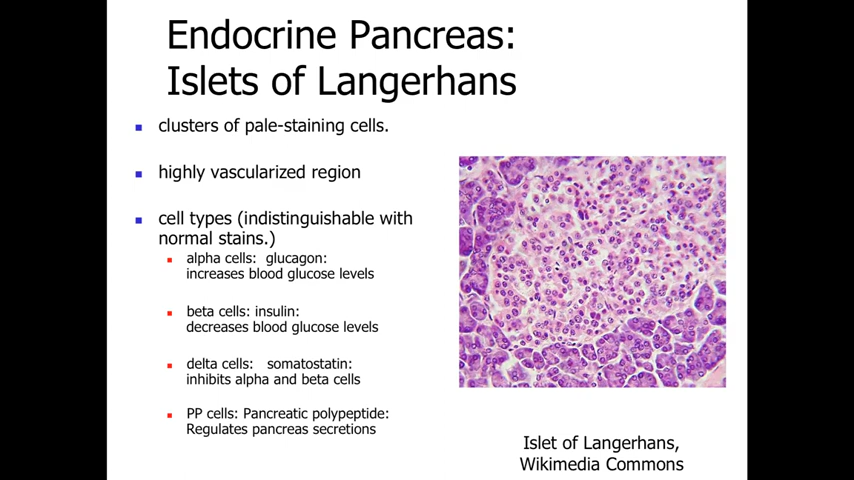 Endocrine Pancreas:
Islets of Langerhans
clusters of pale-staining cells.
highly vascularized region
cell types (indistinguishable with
normal stains.)
alpha cells: glucagon:
increases blood glucose levels
beta cells: insulin:
decreases blood glucose levels
delta cells: somatostatin:
inhibits alpha and beta cells
PP cells: Pancreatic polypeptide:
Regulates pancreas secretions
Islet of Langerhans,
Wikimedia Commons